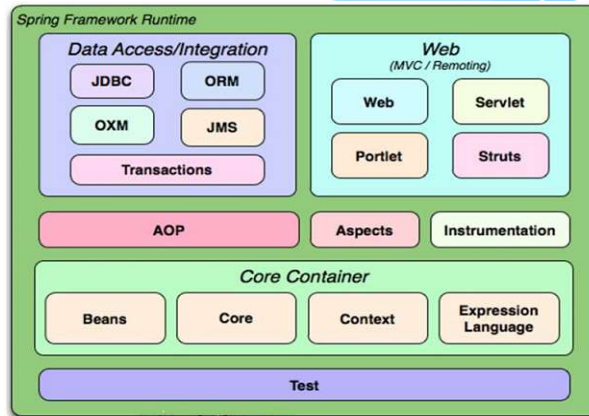 Spring Framework Runtime
Data Access/Integration
JDBC
ORM
OXM
JMS
Transactions
Web
(MVC / Remoting)
Web
Servlet
Portlet
Struts
AOP
Aspects
Instrumentation
Core Container
Beans
Core
Context
Expression
Language
Test